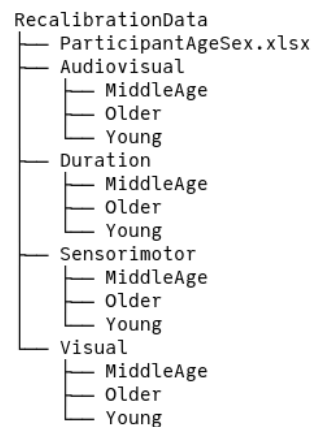 RecalibrationData
├── ParticipantAgeSex.xlsx
├── Audiovisual
│   ├── MiddleAge
│   ├── Older
│   └── Young
├── Duration
│   ├── MiddleAge
│   ├── Older
│   └── Young
├── Sensorimotor
│   ├── MiddleAge
│   ├── Older
│   └── Young
└── Visual
    ├── MiddleAge
    ├── Older
    └── Young